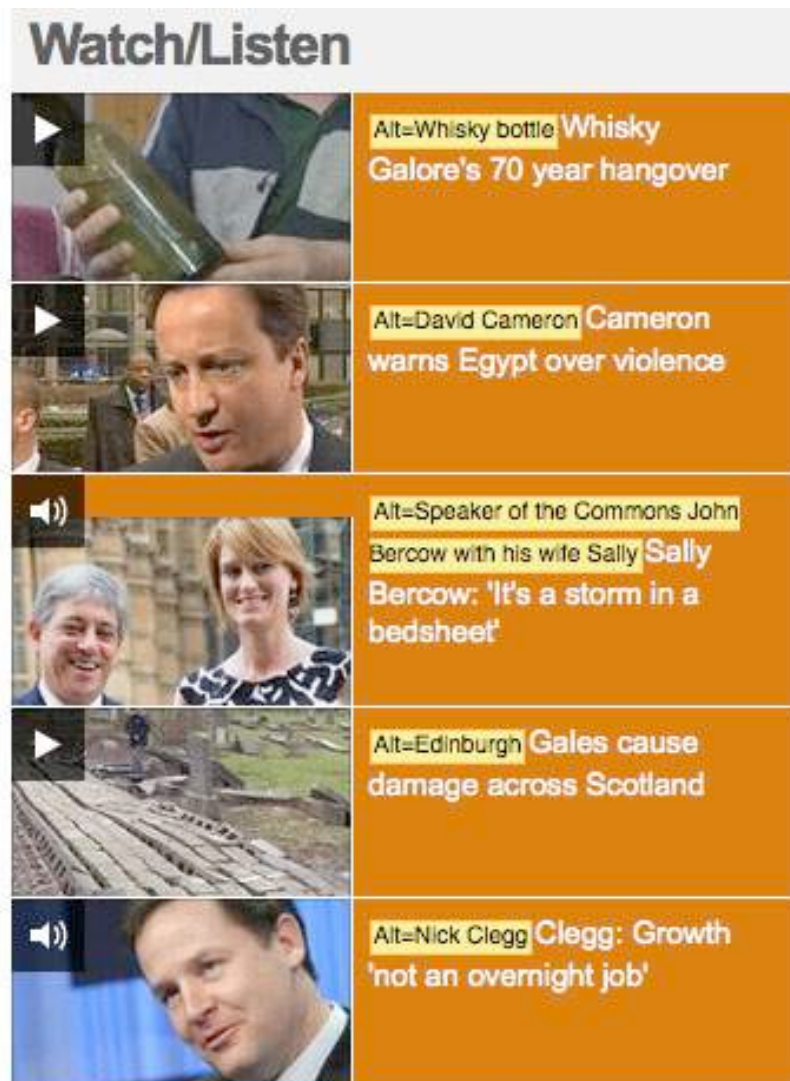 Watch/Listen
Alt=Whisky bottle Whisky
Galore's 70 year hangover
Alt=David Cameron Cameron
warns Egypt over violence
Alt=Speaker of the Commons John
Bercow with his wife Sally Sally
Bercow: 'It's a storm in a
bedsheet'
Alt=Edinburgh Gales cause
damage across Scotland
Alt=Nick Clegg Clegg: Growth
'not an overnight job'